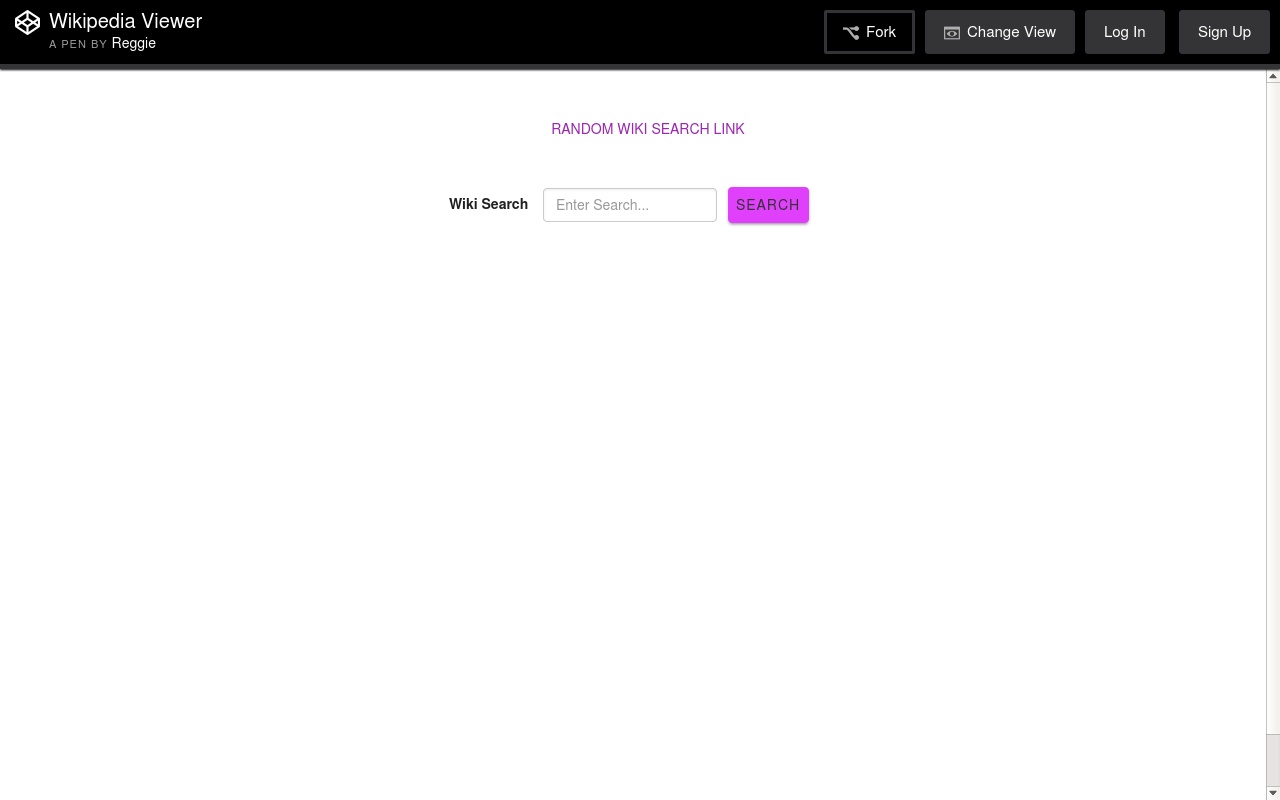 Wikipedia Viewer
A PEN BY Reggie
Fork
Change View
Log In
Sign Up
RANDOM WIKI SEARCH LINK
Wiki Search
Enter Search...
SEARCH